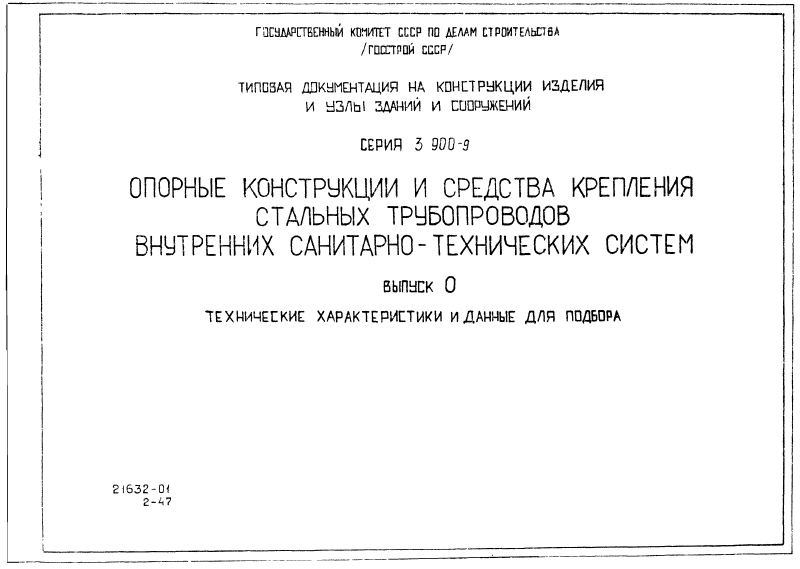 ГОСУДАРСТВЕННЫЙ КОМИТЕТ СССР ПО ДЕЛАМ СТРОИТЕЛЬСТВА
/ГОССТРОЙ СССР/
ТИПОВАЯ ДОКУМЕНТАЦИЯ НА КОНСТРУКЦИИ ИЗДЕЛИЯ
И УЗЛЫ ЗДАНИЙ И СООРУЖЕНИЙ
СЕРИЯ 3 900-9
ОПОРНЫЕ КОНСТРУКЦИИ И СРЕДСТВА КРЕПЛЕНИЯ
СТАЛЬНЫХ ТРУБОПРОВОДОВ
ВНУТРЕННИХ САНИТАРНО-ТЕХНИЧЕСКИХ СИСТЕМ
ВЫПУСК 0
ТЕХНИЧЕСКИЕ ХАРАКТЕРИСТИКИ И ДАННЫЕ ДЛЯ ПОДБОРА
21632-01
2-47